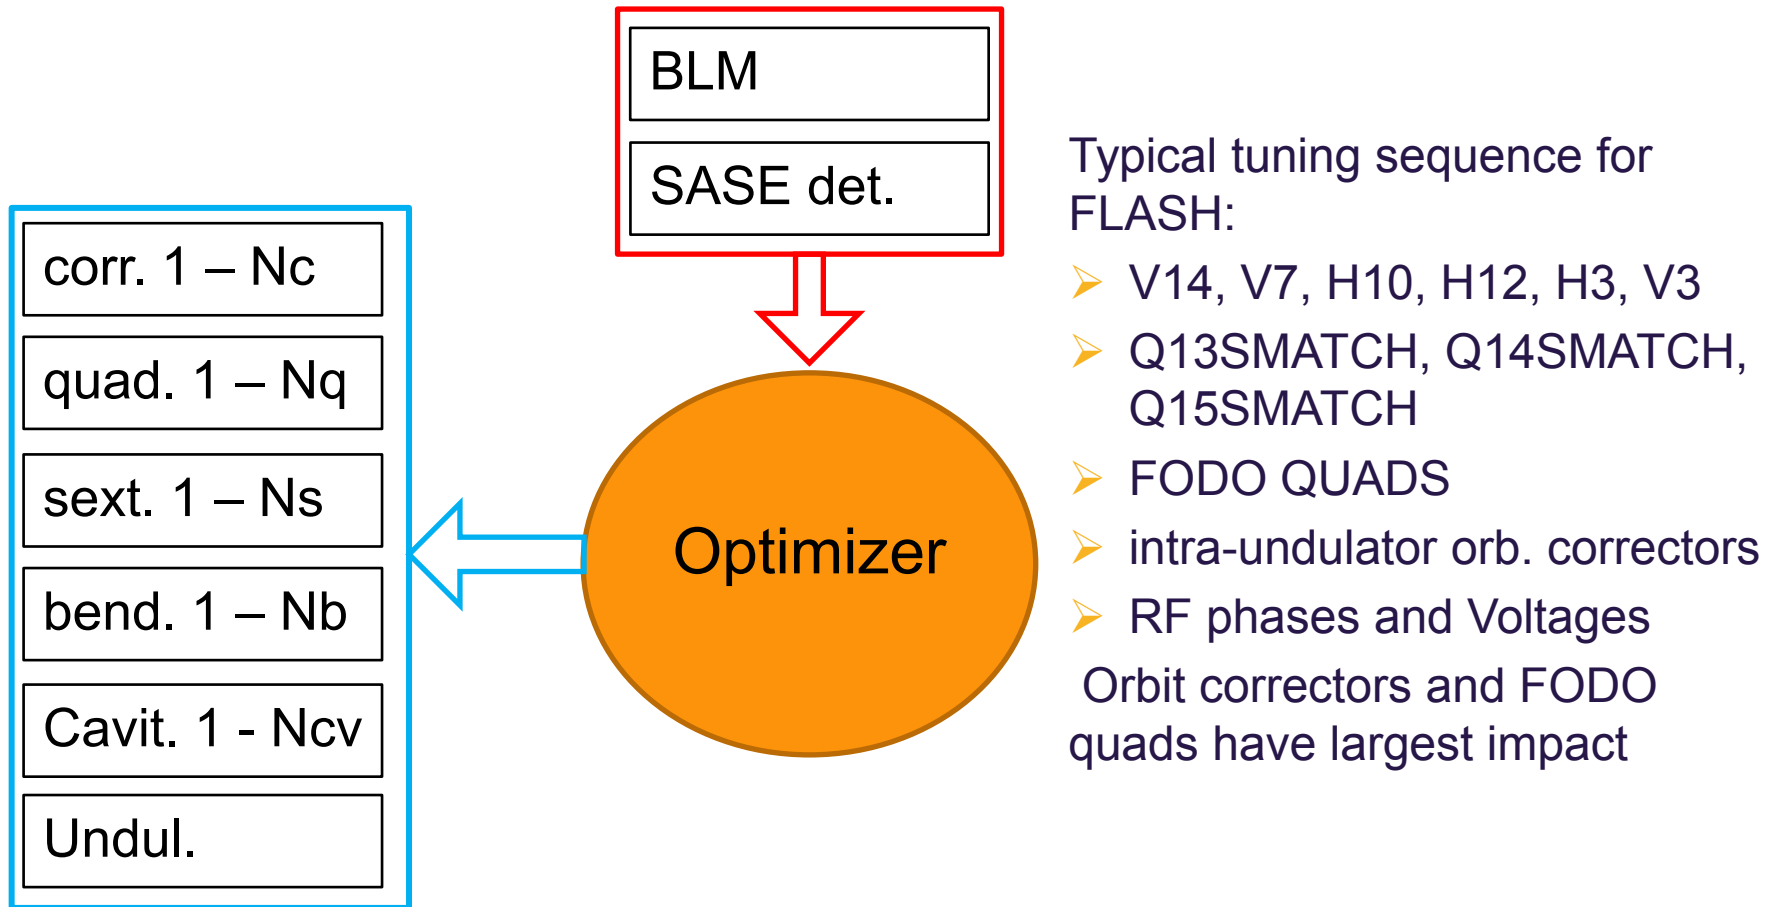 BLM
SASE det.
corr. 1 – Nc
quad. 1 – Nq
sext. 1 – Ns
bend. 1 – Nb
Cavit. 1 - Ncv
Undul.
Optimizer
Typical tuning sequence for
FLASH:
➢ V14, V7, H10, H12, H3, V3
➢ Q13SMATCH, Q14SMATCH,
Q15SMATCH
➢ FODO QUADS
➢ intra-undulator orb. correctors
➢ RF phases and Voltages
Orbit correctors and FODO
quads have largest impact